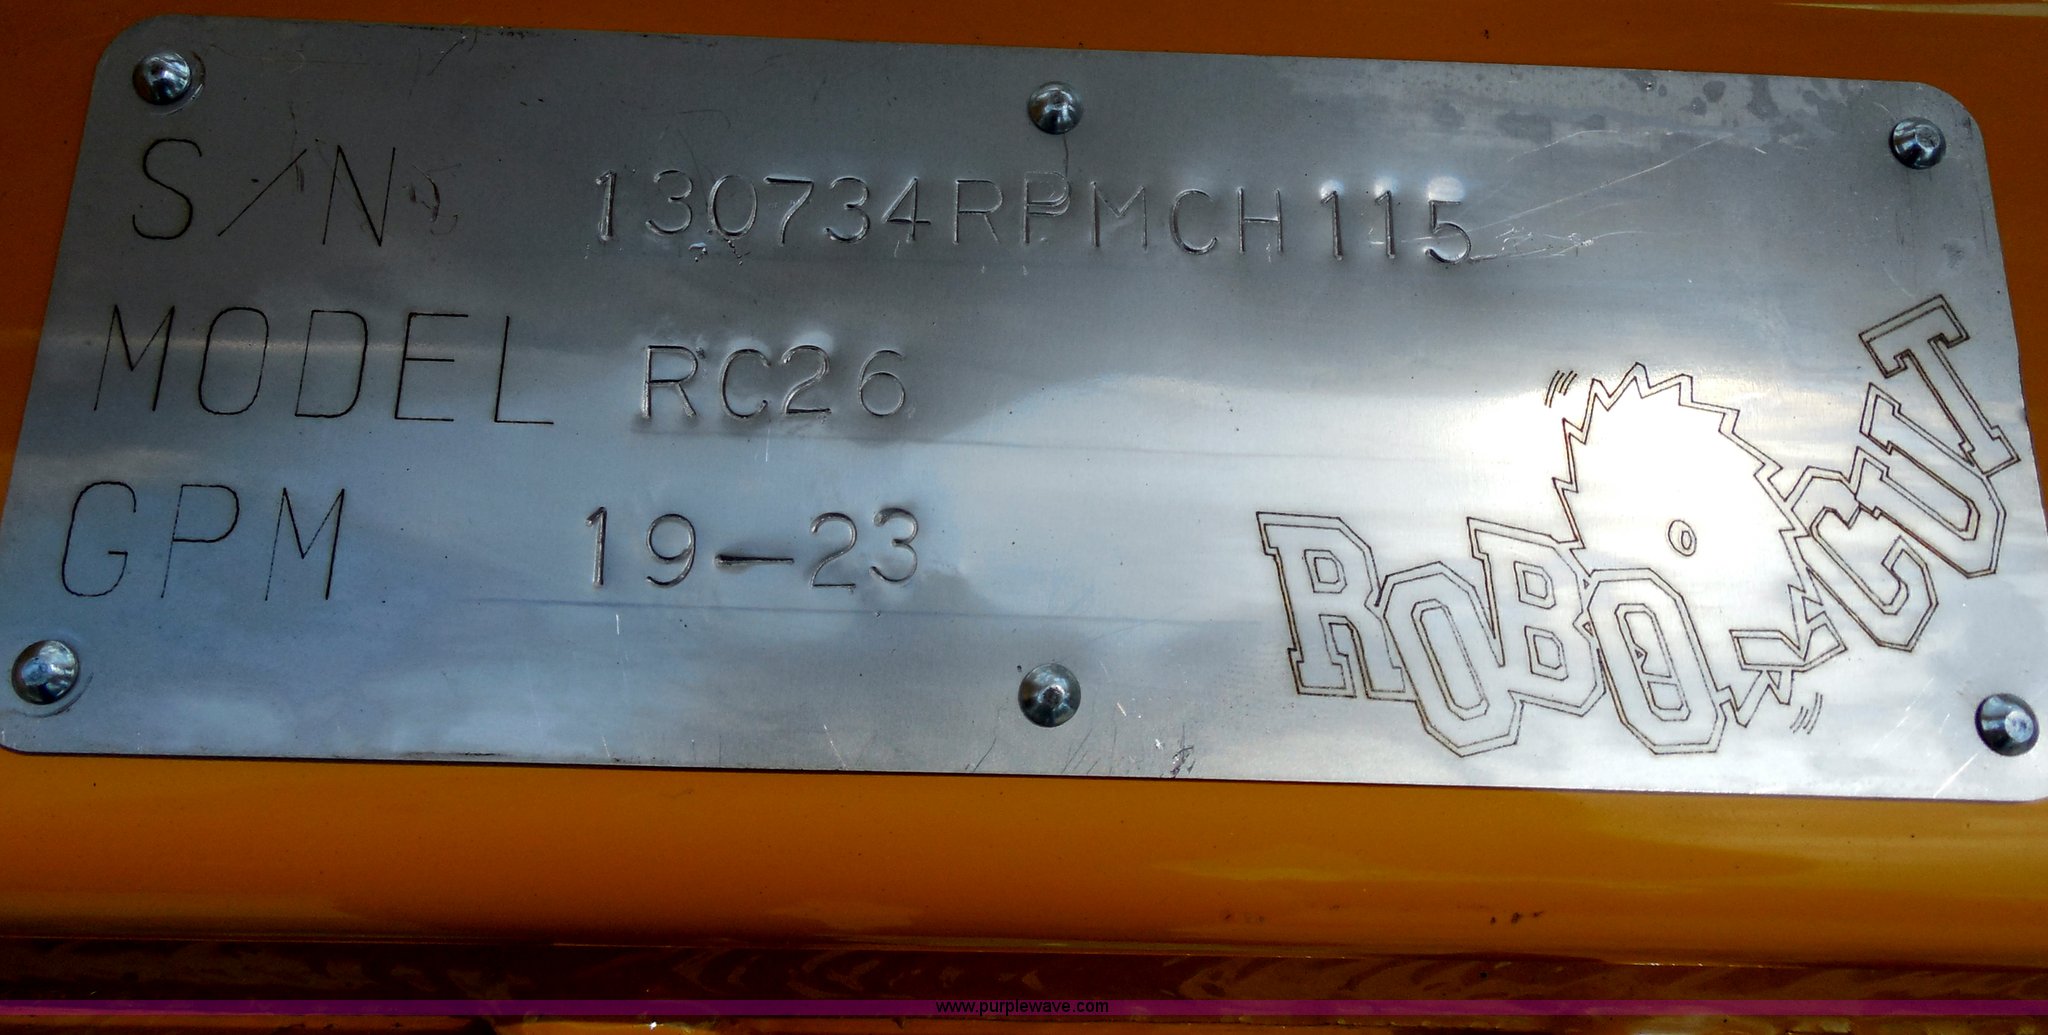 S/N 130734RPMCH115
MODEL RC26
GPM 19-23
ROBO-CUT
www.purplewave.com